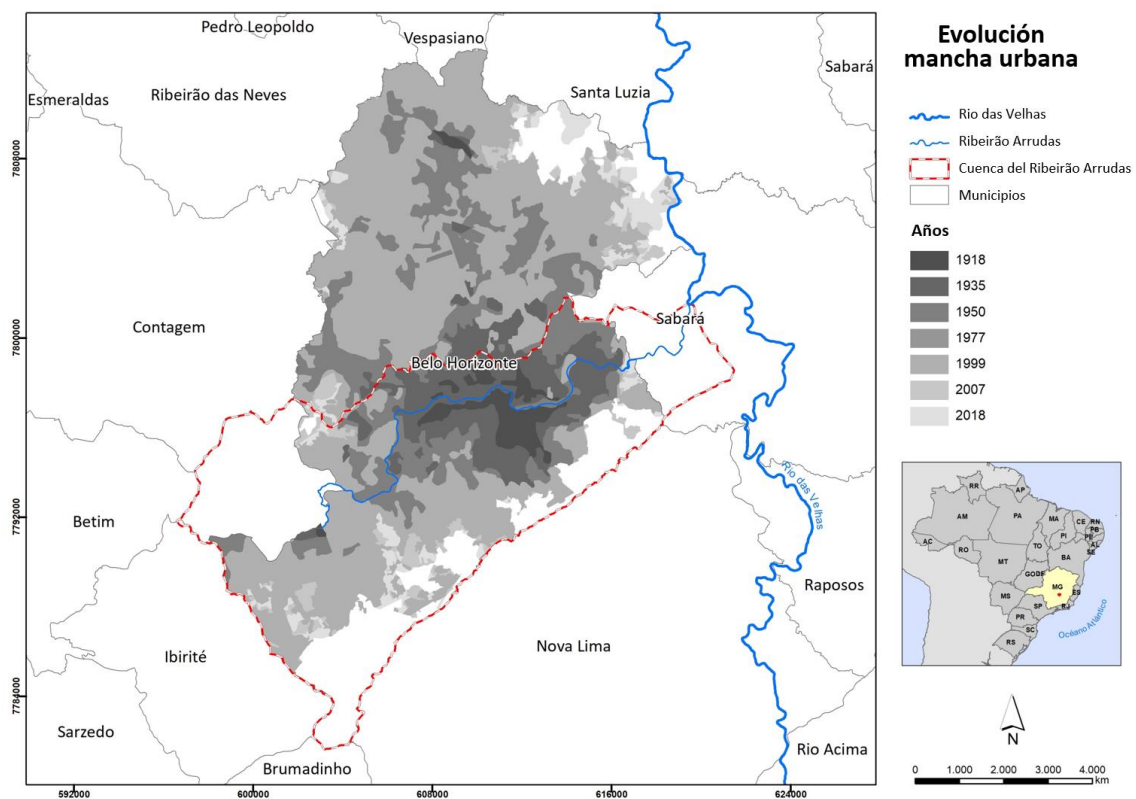 Pedro Leopoldo
Vespasiano
Sabará
Esmeraldas
Ribeirão das Neves
Santa Luzia
Contagem
Sabará
Belo Horizonte
Betim
Rio das Velhas
Raposos
Nova Lima
Ibirité
Sarzedo
Rio Acima
Brumadinho
7808000
7800000
7792000
7784000
592000
600000
608000
616000
624000
Evolución
mancha urbana
Rio das Velhas
Ribeirão Arrudas
Cuenca del Ribeirão Arrudas
Municipios
Años
1918
1935
1950
1977
1999
2007
2018
RR
AP
AM
PA
MA
CE
RN
PB
PI
PE
AL
SE
AC
RO
TO
BA
MT
GO
DF
MG
ES
MS
SP
RJ
PR
SC
RS
Océano Atlántico
N
0 1.000 2.000 3.000 4.000
km